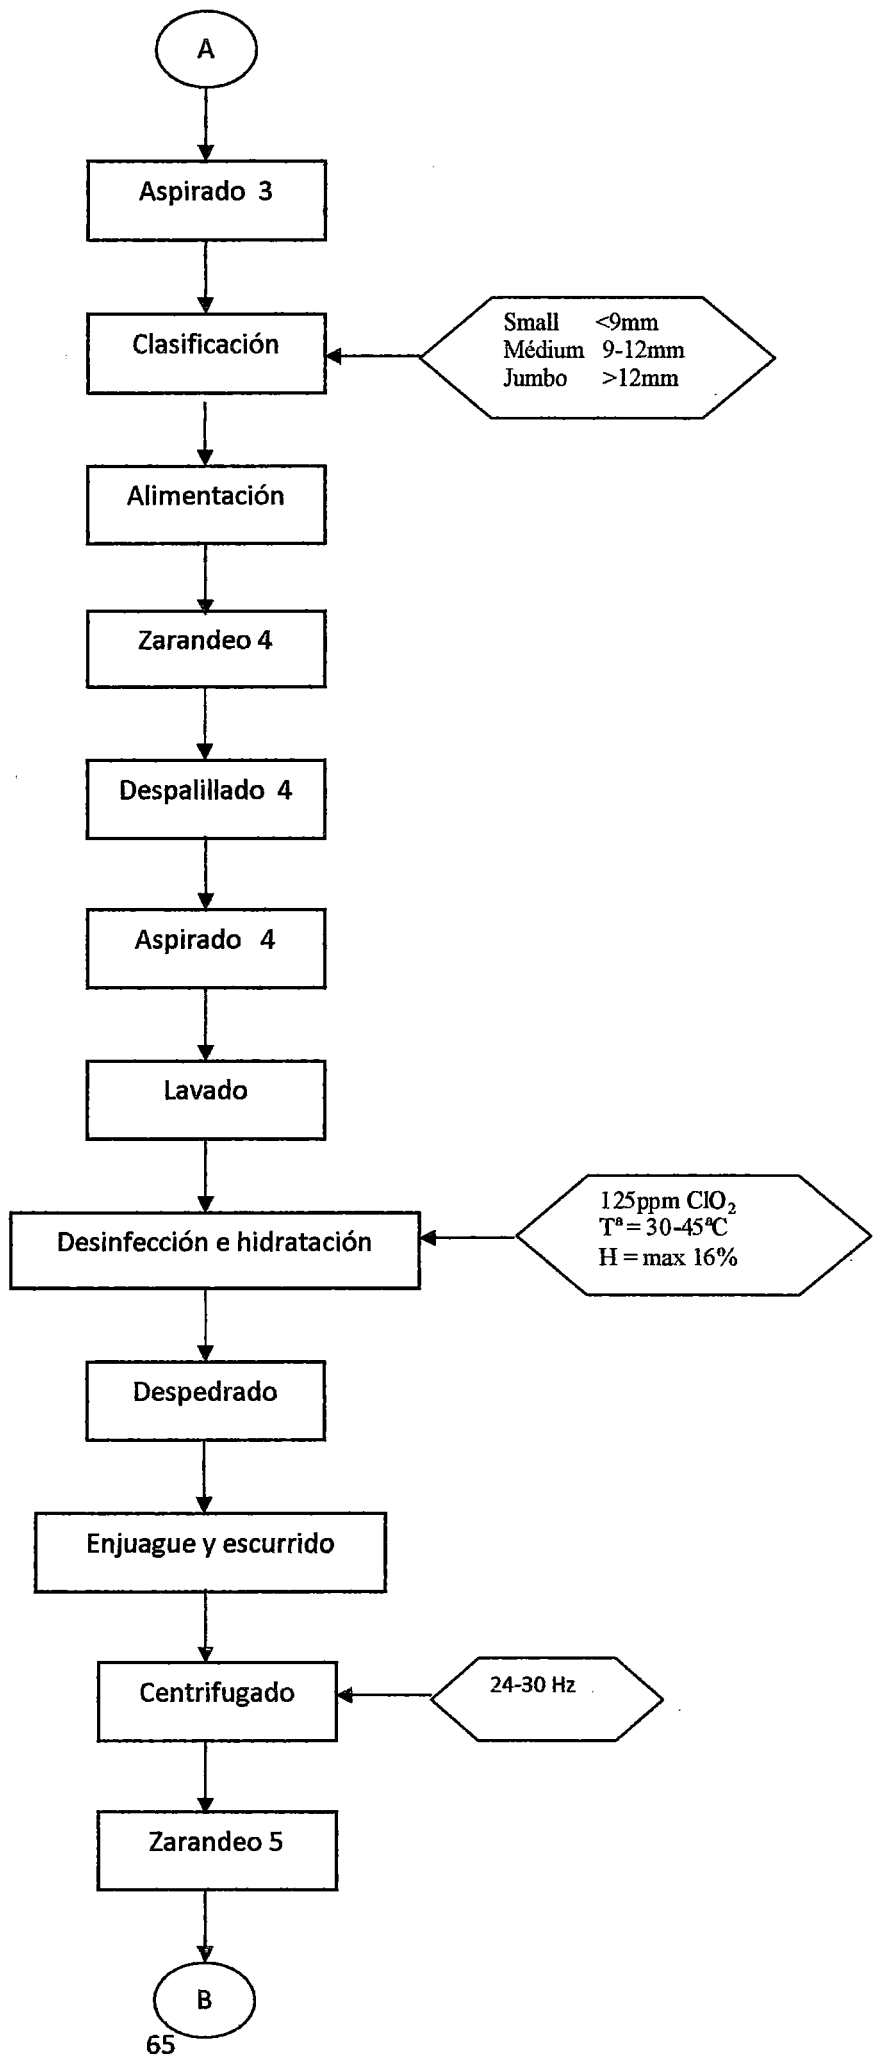 A
Aspirado 3
Clasificación
Small <9mm
Médium 9-12mm
Jumbo >12mm
Alimentación
Zarandeo 4
Despalillado 4
Aspirado 4
Lavado
Desinfección e hidratación
125ppm ClO₂
Tª = 30-45ªC
H = max 16%
Despedrado
Enjuague y escurrido
Centrifugado
24-30 Hz
Zarandeo 5
B
65